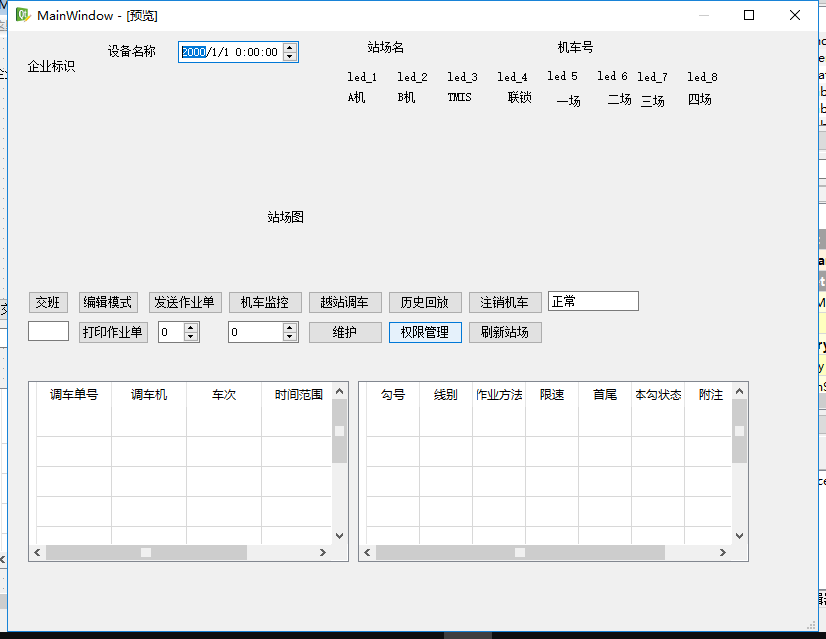 MainWindow - [预览]
设备名称 2000/1/1 0:00:00 站场名 机车号
企业标识
led_1 led_2 led_3 led_4 led 5 led 6 led_7 led_8
A机 B机 TMIS 联锁 一场 二场 三场 四场
站场图
交班 编辑模式 发送作业单 机车监控 越站调车 历史回放 注销机车 正常
打印作业单 0 0 维护 权限管理 刷新站场
调车单号 调车机 车次 时间范围 勾号 线别 作业方法 限速 首尾 本勾状态 附注